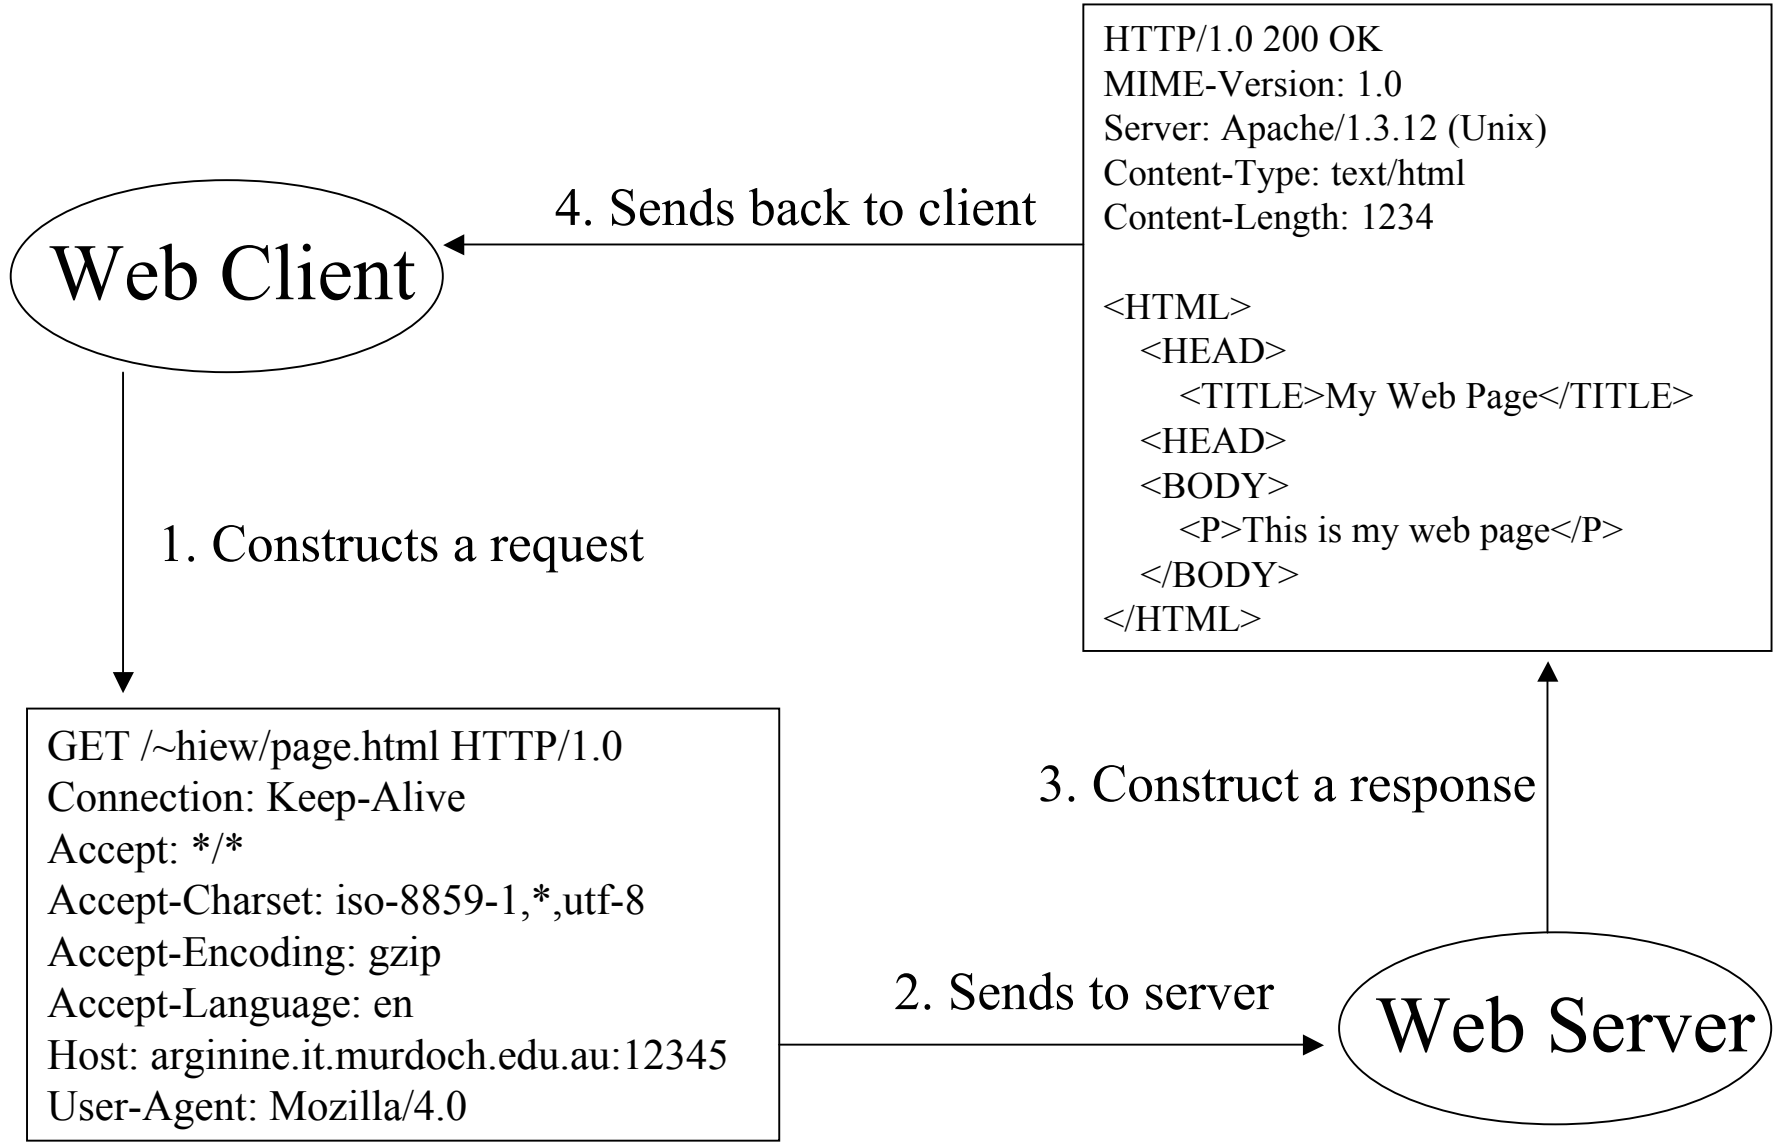 Web Client
1. Constructs a request
GET /~hiew/page.html HTTP/1.0
Connection: Keep-Alive
Accept: */*
Accept-Charset: iso-8859-1,*,utf-8
Accept-Encoding: gzip
Accept-Language: en
Host: arginine.it.murdoch.edu.au:12345
User-Agent: Mozilla/4.0
2. Sends to server
Web Server
3. Construct a response
HTTP/1.0 200 OK
MIME-Version: 1.0
Server: Apache/1.3.12 (Unix)
Content-Type: text/html
Content-Length: 1234
<HTML>
<HEAD>
<TITLE>My Web Page</TITLE>
<HEAD>
<BODY>
<P>This is my web page</P>
</BODY>
</HTML>
4. Sends back to client